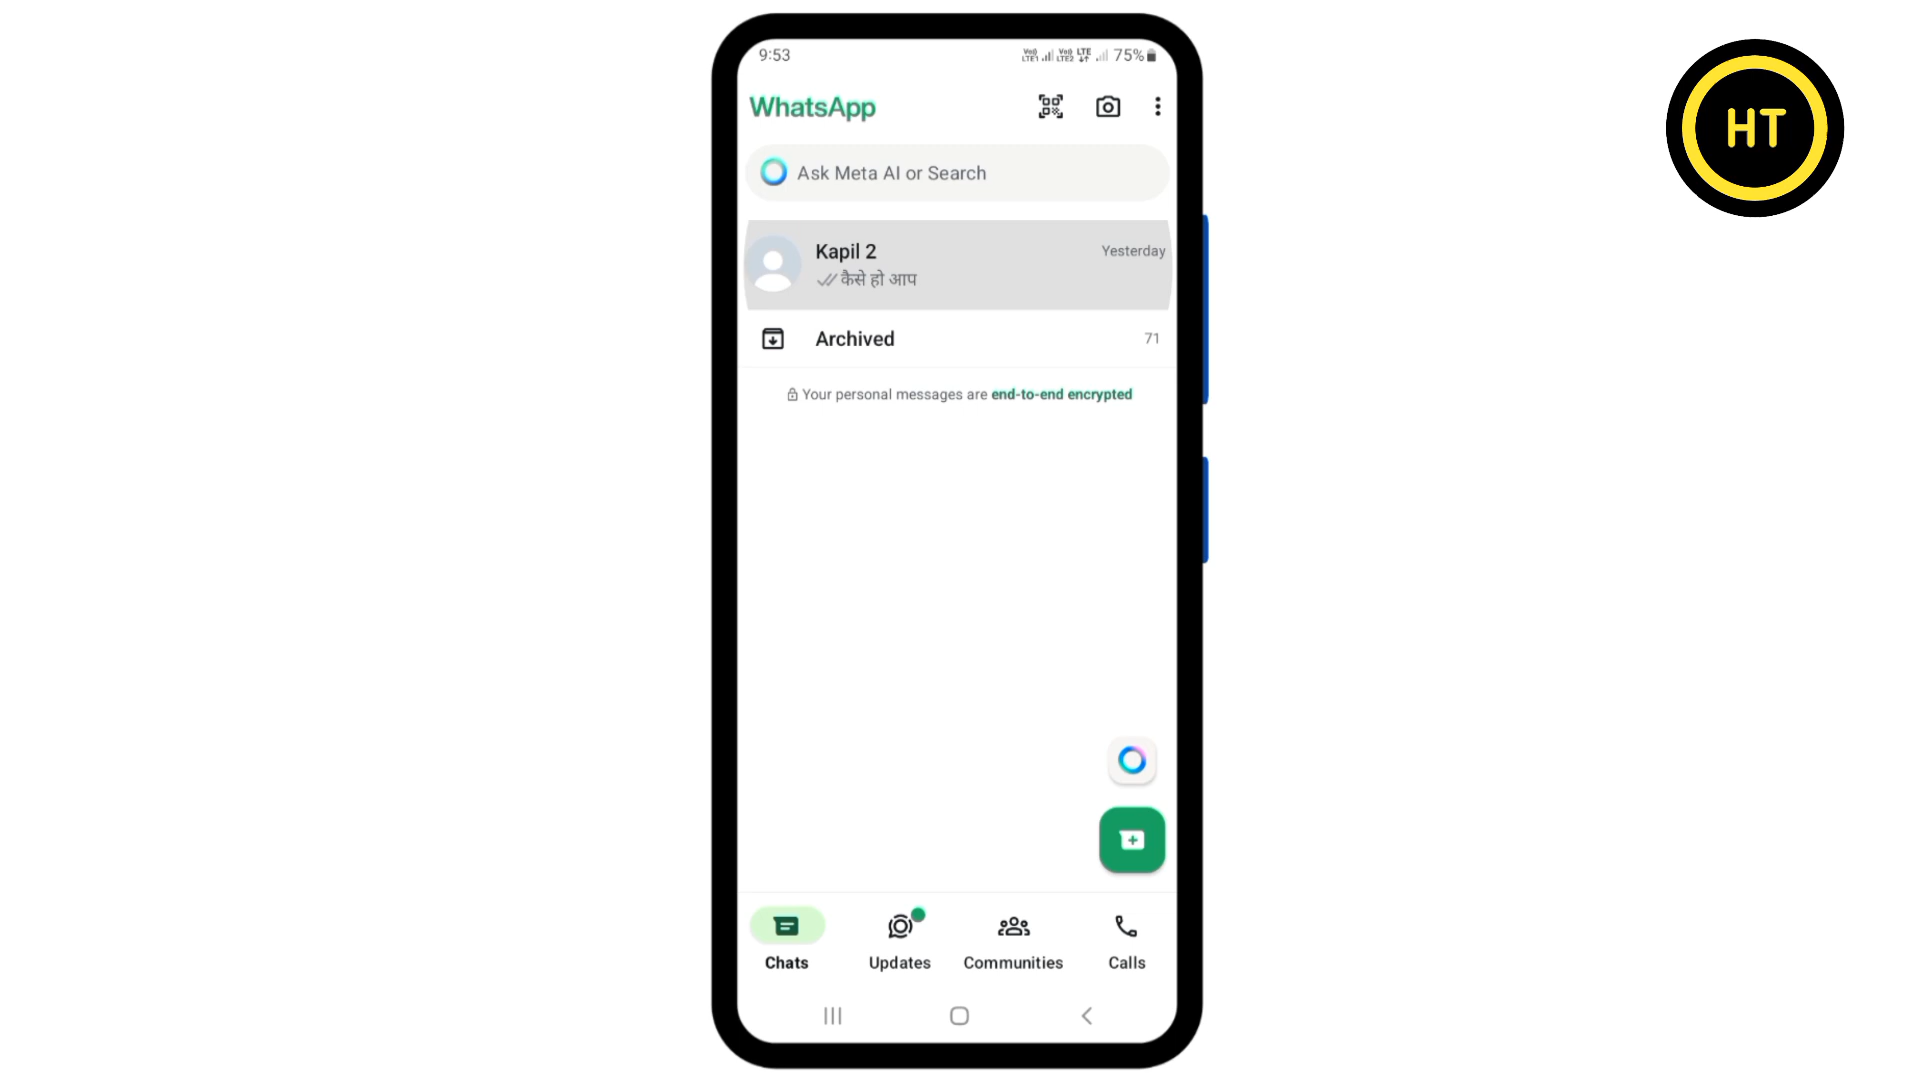 9:53
75%
WhatsApp
Ask Meta AI or Search
Kapil 2
Yesterday
कैसे हो आप
Archived
71
Your personal messages are end-to-end encrypted
Chats
Updates
Communities
Calls
HT